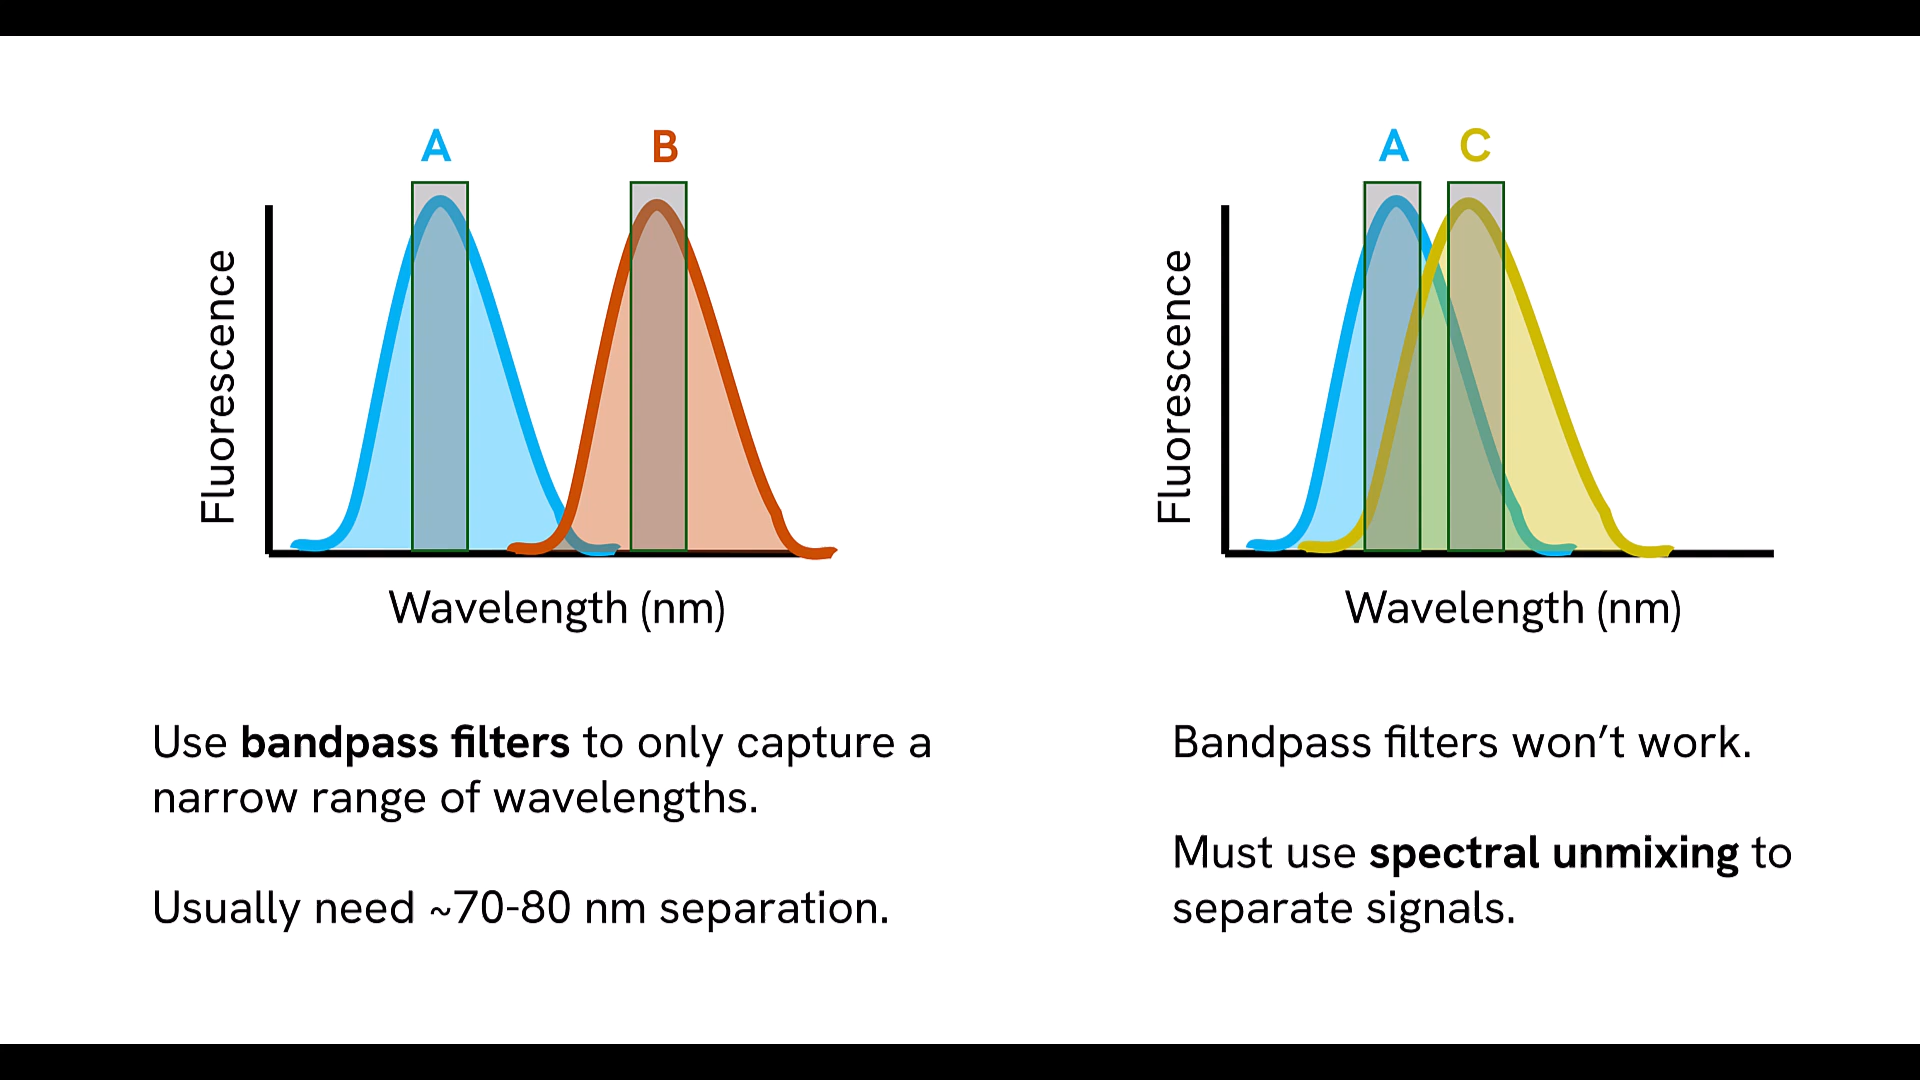 A
B
Fluorescence
Wavelength (nm)
Use bandpass filters to only capture a
narrow range of wavelengths.
Usually need ~70-80 nm separation.
A
C
Fluorescence
Wavelength (nm)
Bandpass filters won’t work.
Must use spectral unmixing to
separate signals.